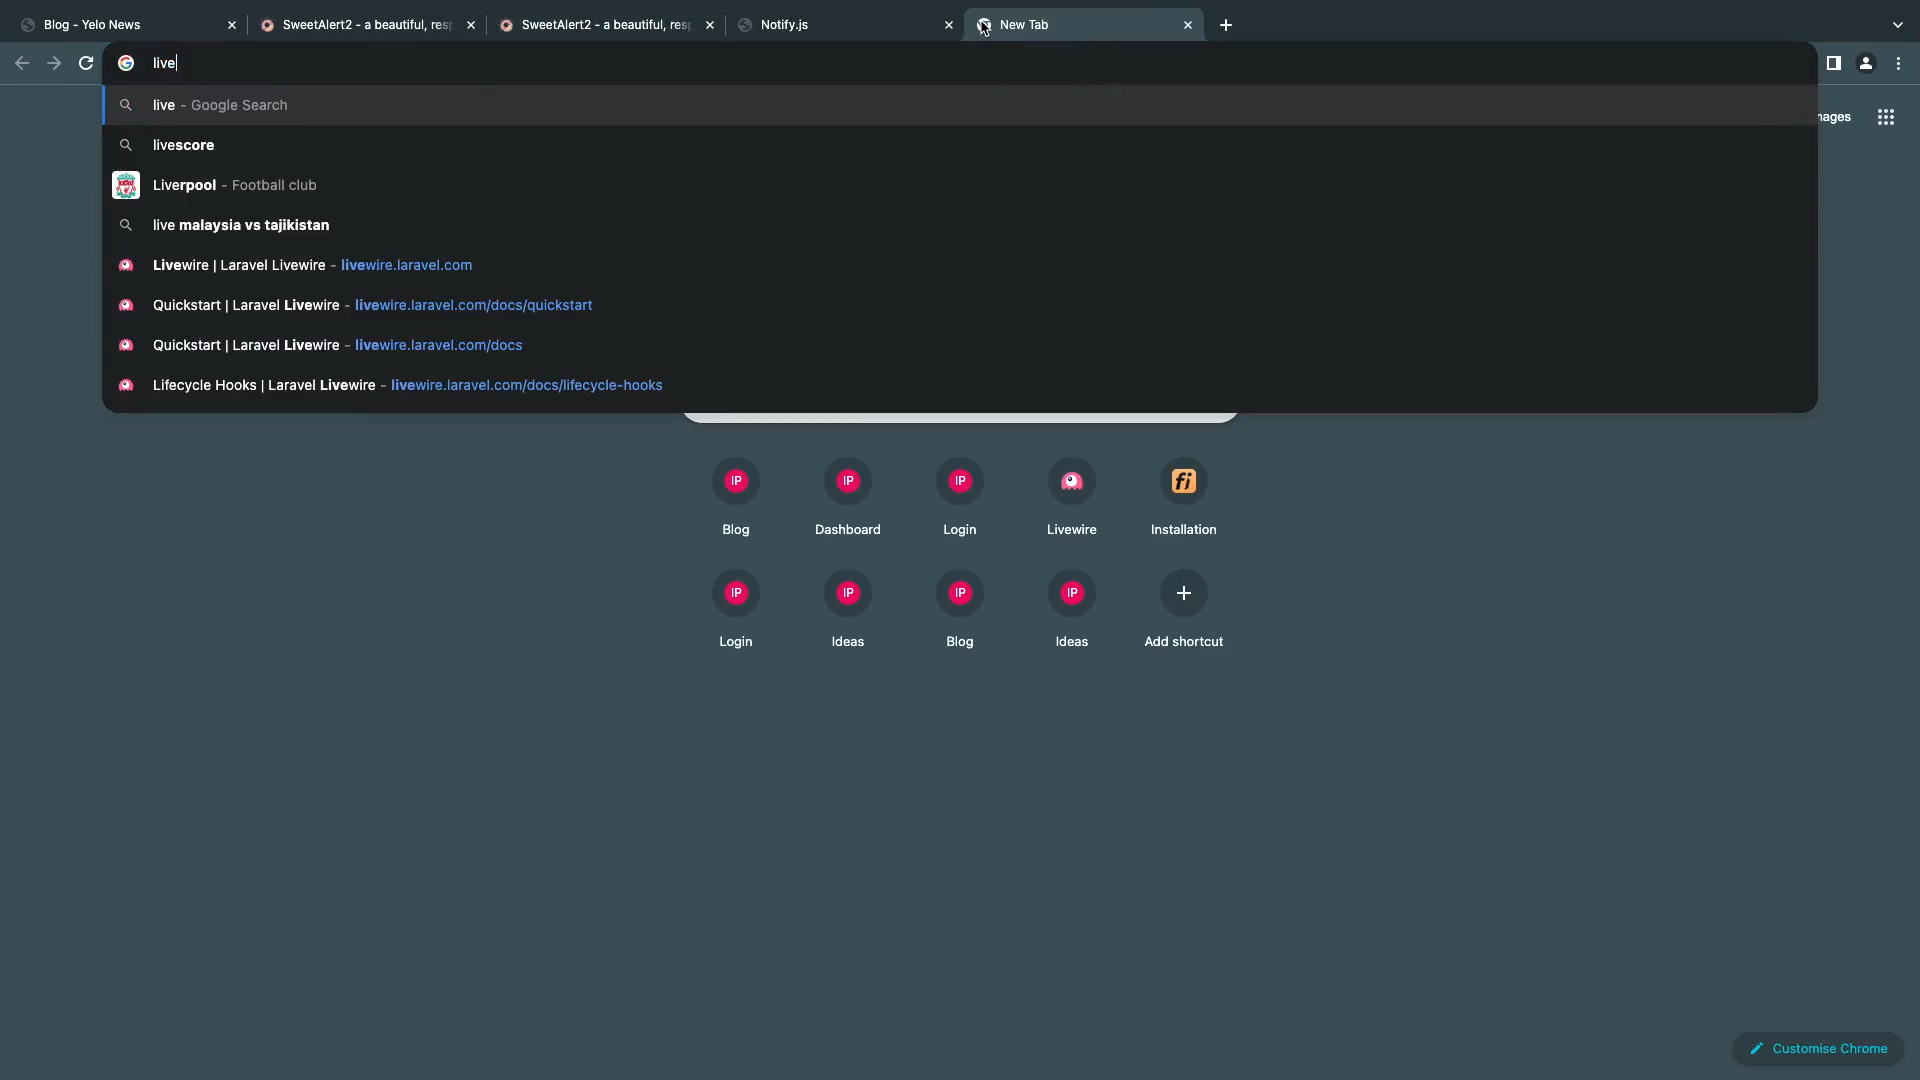 Blog - Yelo News
SweetAlert2 - a beautiful, resp
SweetAlert2 - a beautiful, resp
Notify.js
New Tab
live
live - Google Search
livescore
Liverpool - Football club
live malaysia vs tajikistan
Livewire | Laravel Livewire - livewire.laravel.com
Quickstart | Laravel Livewire - livewire.laravel.com/docs/quickstart
Quickstart | Laravel Livewire - livewire.laravel.com/docs
Lifecycle Hooks | Laravel Livewire - livewire.laravel.com/docs/lifecycle-hooks
mages
IP IP IP fi
Blog Dashboard Login Livewire Installation
IP IP IP IP
Login Ideas Blog Ideas Add shortcut
Customise Chrome